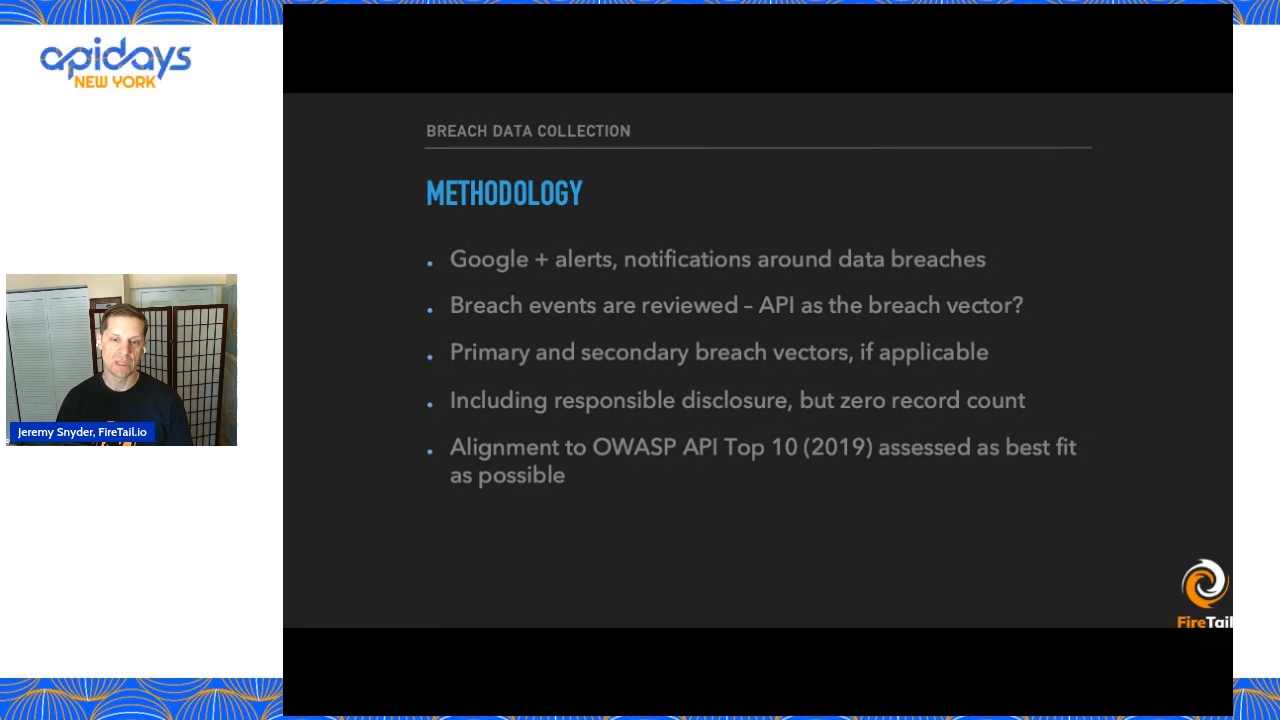 apidays
NEW YORK
BREACH DATA COLLECTION
METHODOLOGY
• Google + alerts, notifications around data breaches
• Breach events are reviewed – API as the breach vector?
• Primary and secondary breach vectors, if applicable
• Including responsible disclosure, but zero record count
• Alignment to OWASP API Top 10 (2019) assessed as best fit
as possible
Jeremy Snyder, FireTail.io
FireTail